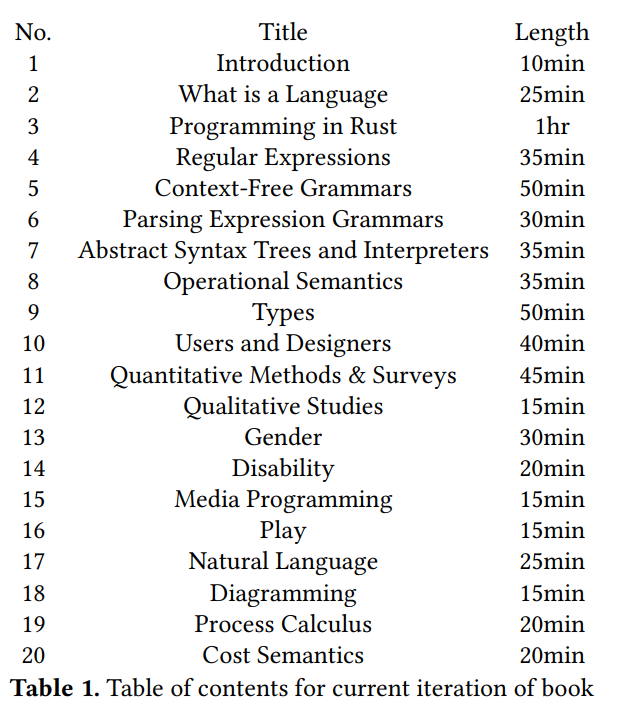 No. Title Length
1 Introduction 10min
2 What is a Language 25min
3 Programming in Rust 1hr
4 Regular Expressions 35min
5 Context-Free Grammars 50min
6 Parsing Expression Grammars 30min
7 Abstract Syntax Trees and Interpreters 35min
8 Operational Semantics 35min
9 Types 50min
10 Users and Designers 40min
11 Quantitative Methods & Surveys 45min
12 Qualitative Studies 15min
13 Gender 30min
14 Disability 20min
15 Media Programming 15min
16 Play 15min
17 Natural Language 25min
18 Diagramming 15min
19 Process Calculus 20min
20 Cost Semantics 20min
Table 1. Table of contents for current iteration of book